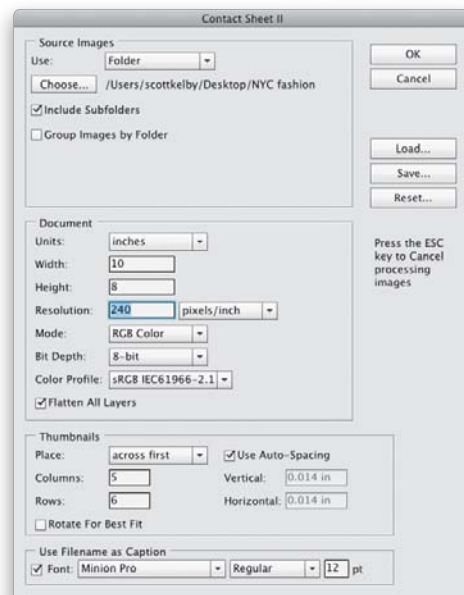 Contact Sheet II
Source Images
Use: Folder
Choose... /Users/scottkelby/Desktop/NYC fashion
Include Subfolders
Group Images by Folder
OK
Cancel
Load...
Save...
Reset...
Press the ESC
key to Cancel
processing
images
Document
Units: inches
Width: 10
Height: 8
Resolution: 240 pixels/inch
Mode: RGB Color
Bit Depth: 8-bit
Color Profile: sRGB IEC61966-2.1
Flatten All Layers
Thumbnails
Place: across first Use Auto-Spacing
Columns: 5 Vertical: 0.014 in
Rows: 6 Horizontal: 0.014 in
Rotate For Best Fit
Use Filename as Caption
Font: Minion Pro Regular 12 pt